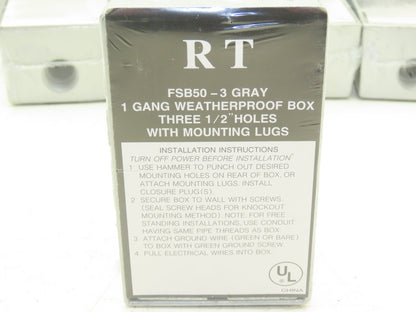 R T
FSB50 – 3 GRAY
1 GANG WEATHERPROOF BOX
THREE 1/2" HOLES
WITH MOUNTING LUGS
INSTALLATION INSTRUCTIONS
TURN OFF POWER BEFORE INSTALLATION
1 USE HAMMER TO PUNCH OUT DESIRED
MOUNTING HOLES ON REAR OF BOX, OR
ATTACH MOUNTING LUGS. INSTALL
CLOSURE PLUG(S).
2 SECURE BOX TO WALL WITH SCREWS.
(SEAL SCREW HEADS FOR KNOCKOUT
MOUNTING METHOD) NOTE: FOR FREE
STANDING INSTALLATIONS, USE CONDUIT
HAVING SAME PIPE THREADS AS BOX.
3 ATTACH GROUND WIRE (GREEN OR BARE)
TO BOX WITH GREEN GROUND SCREW.
4 PULL ELECTRICAL WIRES INTO BOX.
UL
CHINA